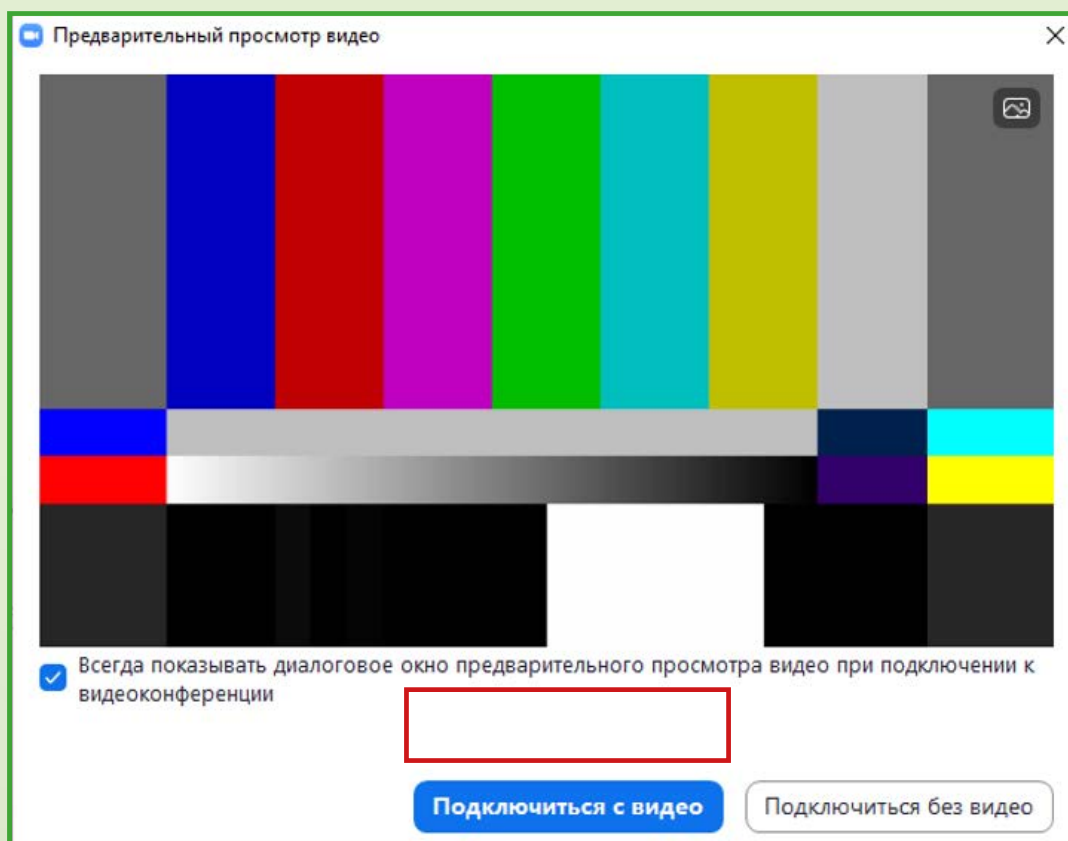 Предварительный просмотр видео
Всегда показывать диалоговое окно предварительного просмотра видео при подключении к
видеоконференции
Подключиться с видео
Подключиться без видео